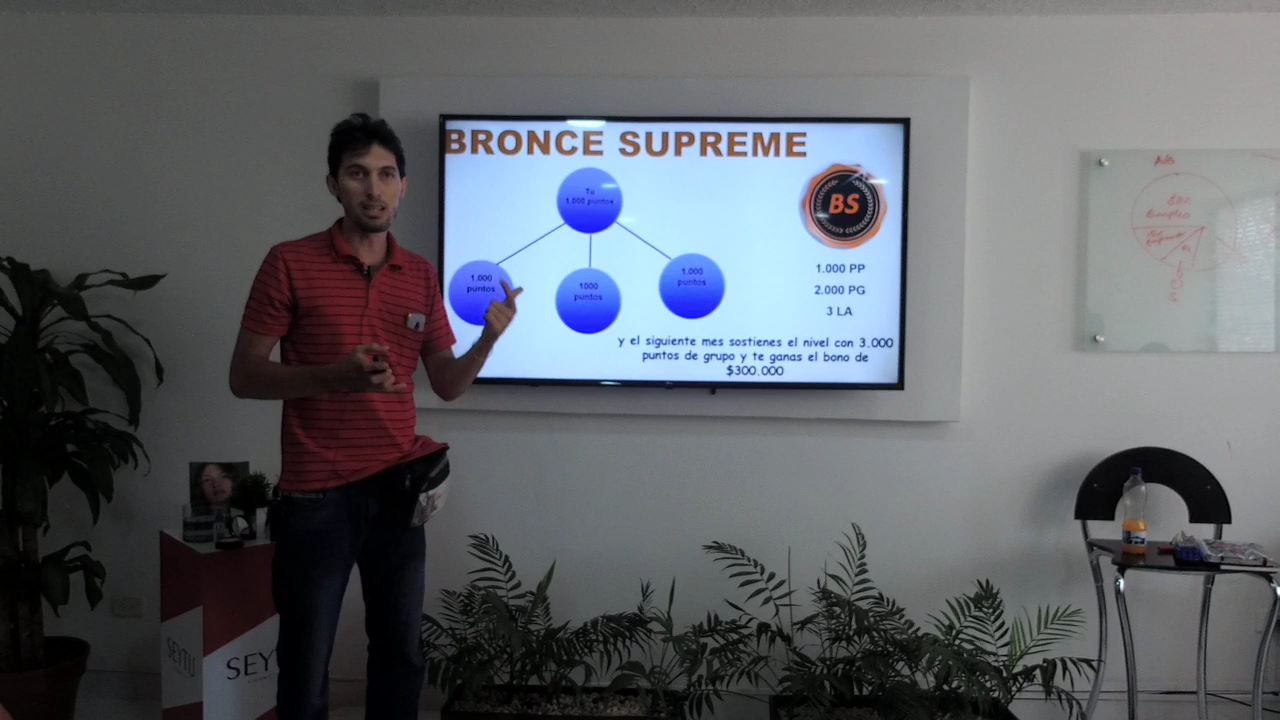 BRONCE SUPREME
Tu
1.000 puntos
1.000
puntos
1000
puntos
1.000
puntos
BS
1.000 PP
2.000 PG
3 LA
y el siguiente mes sostienes el nivel con 3.000
puntos de grupo y te ganas el bono de
$300.000
SEYTU
SEY